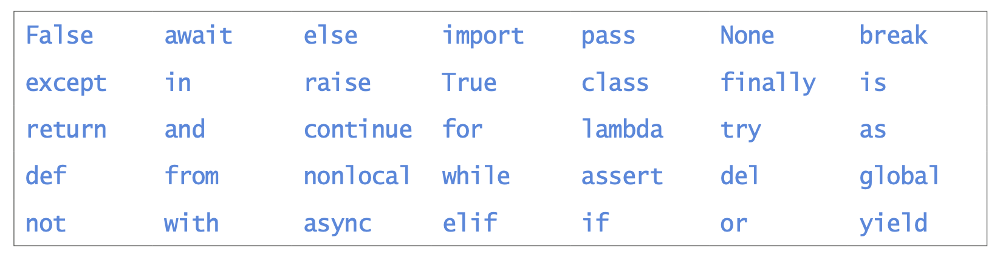 False await else import pass None break
except in raise True class finally is
return and continue for lambda try as
def from nonlocal while assert del global
not with async elif if or yield